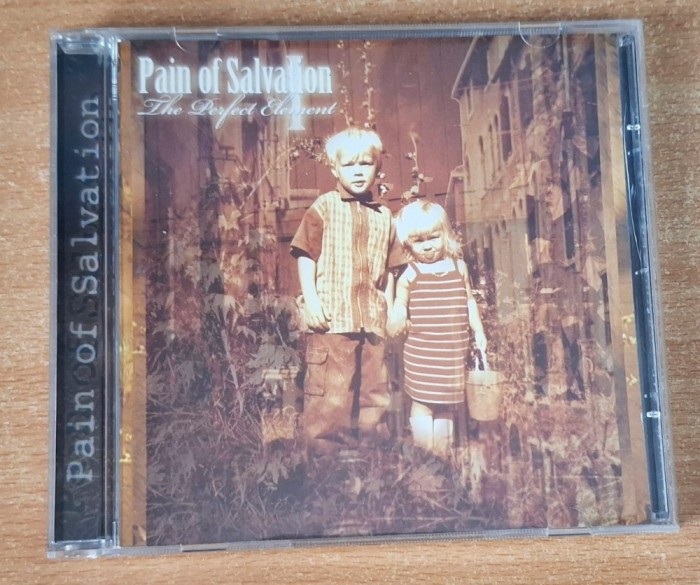 Pain of Salvation
The Perfect Element
I
Pain of Salvation